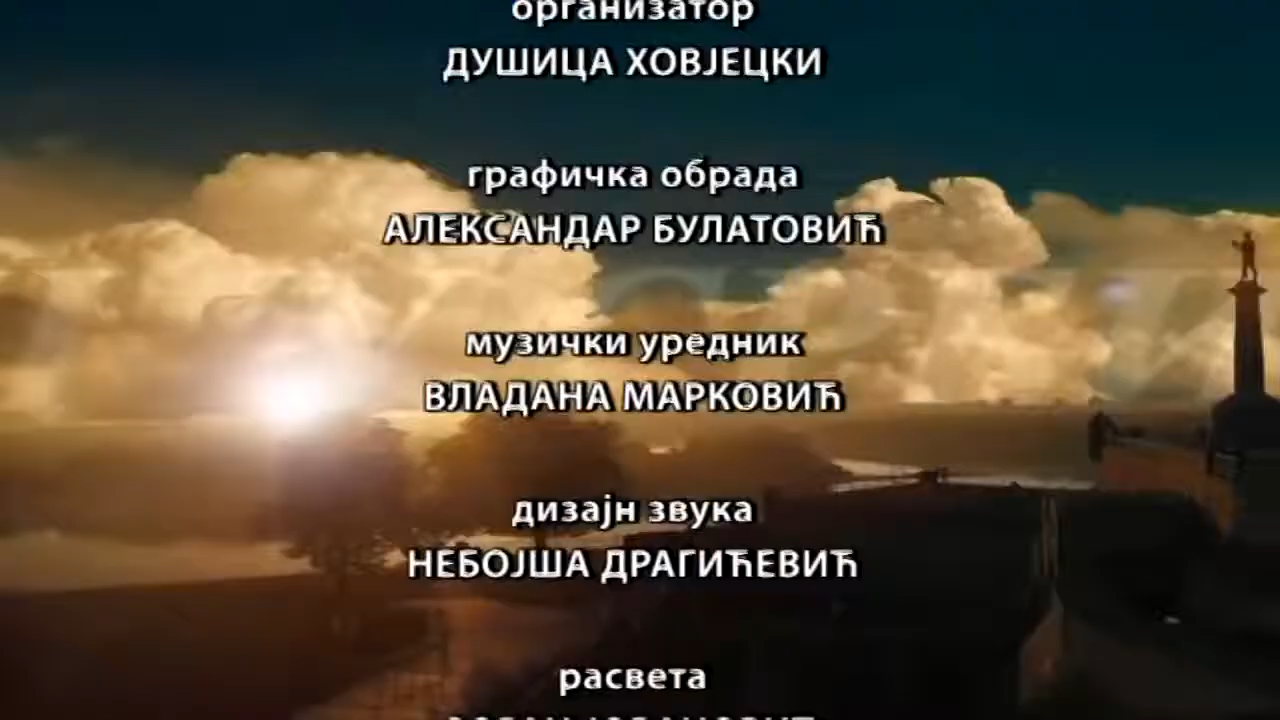 организатор
ДУШИЦА ХОВЈЕЦКИ
графичка обрада
АЛЕКСАНДАР БУЛАТОВИЋ
музички уредник
ВЛАДАНА МАРКОВИЋ
дизајн звука
НЕБОЈША ДРАГИЋЕВИЋ
расвета